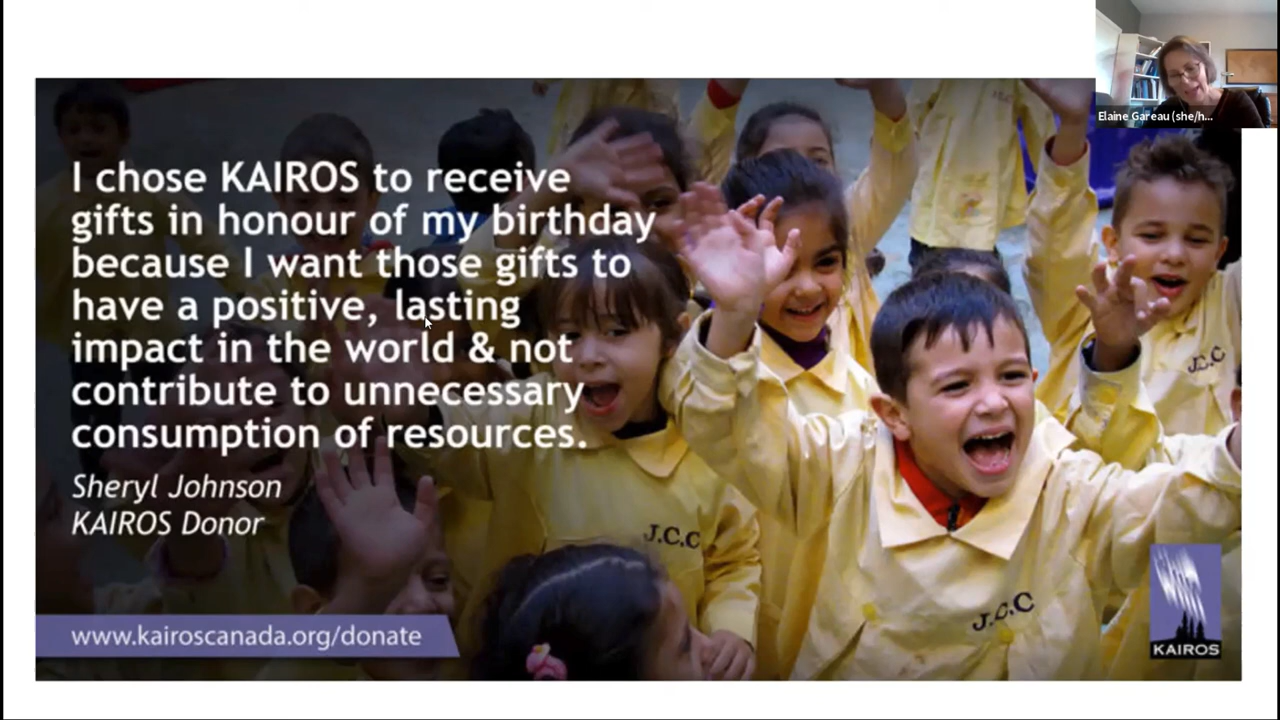 Elaine Gareau (she/h...
I chose KAIROS to receive
gifts in honour of my birthday
because I want those gifts to
have a positive, lasting
impact in the world & not
contribute to unnecessary
consumption of resources.
Sheryl Johnson
KAIROS Donor
J.C.C
J.C.C
J.C.C
www.kairoscanada.org/donate
KAIROS